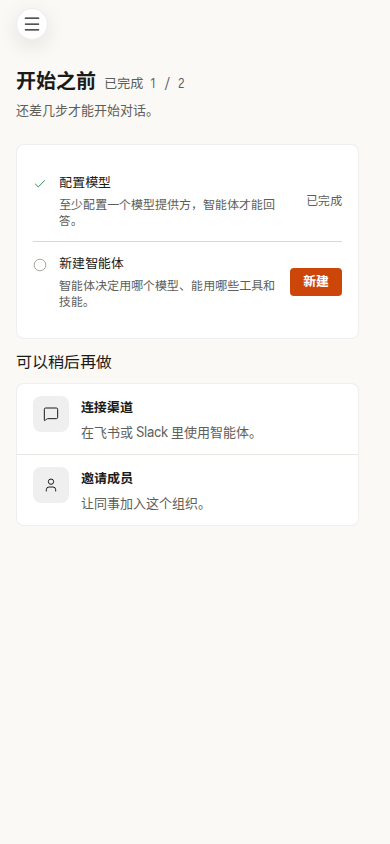 开始之前 已完成 1 / 2
还差几步才能开始对话。
配置模型
至少配置一个模型提供方，智能体才能回
答。
已完成
新建智能体
智能体决定用哪个模型、能用哪些工具和
技能。
新建
可以稍后再做
连接渠道
在飞书或 Slack 里使用智能体。
邀请成员
让同事加入这个组织。